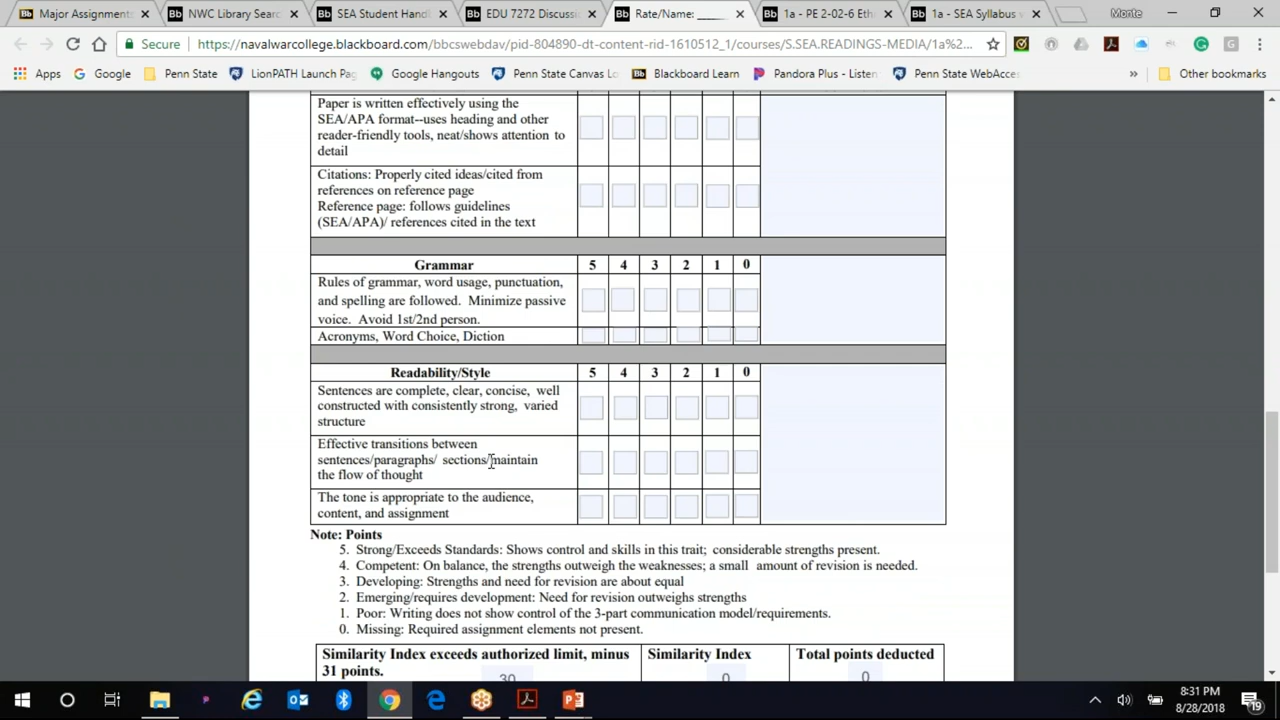 Major Assignment
NWC Library Sear
SEA Student Hand
EDU 7272 Discussi
Rate/Name: ____
1a - PE 2-02-6 Eth
1a - SEA Syllabus
Monte
Secure
https://navalwarcollege.blackboard.com/bbcswebdav/pid-804890-dt-content-rid-1610512_1/courses/S.SEA.READINGS-MEDIA/1a%2...
Apps
Google
Penn State
LionPATH Launch Pa
Google Hangouts
Penn State Canvas Lo
Blackboard Learn
Pandora Plus - Listen
Penn State WebAcce
»
Other bookmarks
Paper is written effectively using the
SEA/APA format--uses heading and other
reader-friendly tools, neat/shows attention to
detail
Citations: Properly cited ideas/cited from
references on reference page
Reference page: follows guidelines
(SEA/APA)/ references cited in the text
Grammar 5 4 3 2 1 0
Rules of grammar, word usage, punctuation,
and spelling are followed. Minimize passive
voice. Avoid 1st/2nd person.
Acronyms, Word Choice, Diction
Readability/Style 5 4 3 2 1 0
Sentences are complete, clear, concise, well
constructed with consistently strong, varied
structure
Effective transitions between
sentences/paragraphs/ sections/maintain
the flow of thought
The tone is appropriate to the audience,
content, and assignment
Note: Points
5. Strong/Exceeds Standards: Shows control and skills in this trait; considerable strengths present.
4. Competent: On balance, the strengths outweigh the weaknesses; a small amount of revision is needed.
3. Developing: Strengths and need for revision are about equal
2. Emerging/requires development: Need for revision outweighs strengths
1. Poor: Writing does not show control of the 3-part communication model/requirements.
0. Missing: Required assignment elements not present.
Similarity Index exceeds authorized limit, minus
31 points.
30
Similarity Index
0
Total points deducted
0
8:31 PM
8/28/2018
19